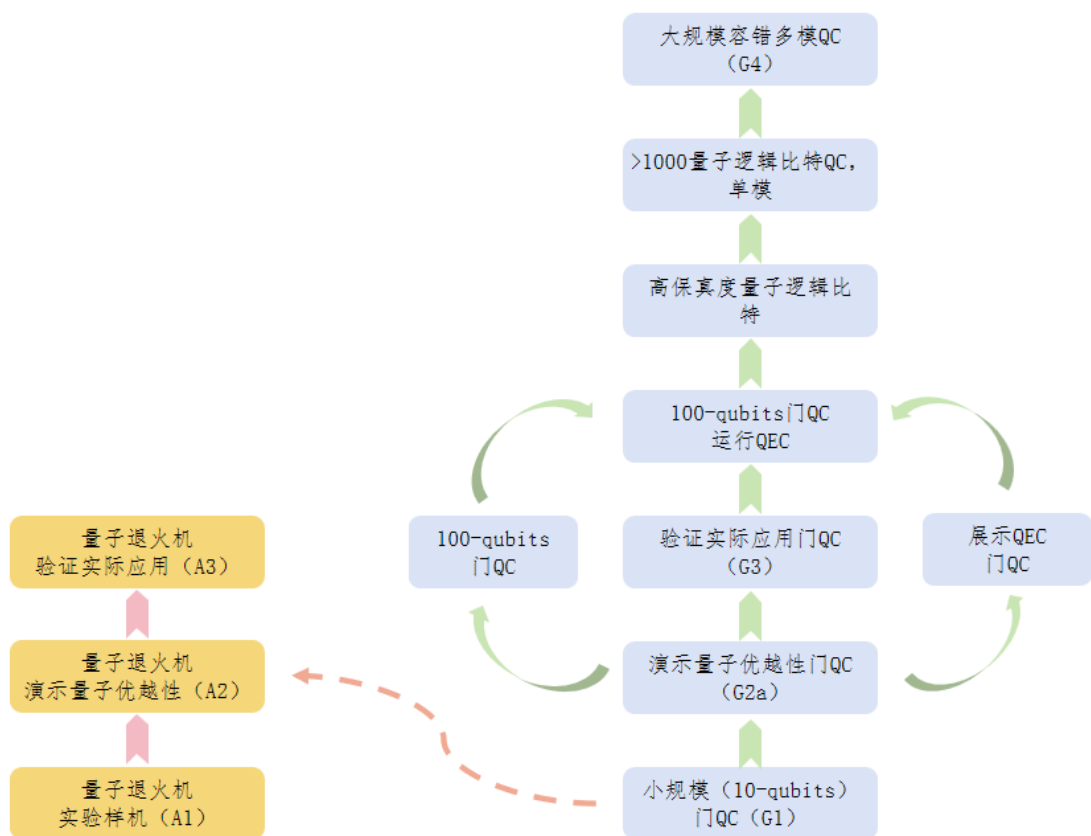 大规模容错多模QC
（G4）
>1000量子逻辑比特QC，
单模
高保真度量子逻辑比
特
100-qubits门QC
运行QEC
量子退火机
验证实际应用（A3）
100-qubits
门QC
验证实际应用门QC
（G3）
展示QEC
门QC
量子退火机
演示量子优越性（A2）
演示量子优越性门QC
（G2a）
量子退火机
实验样机（A1）
小规模（10-qubits）
门QC（G1）